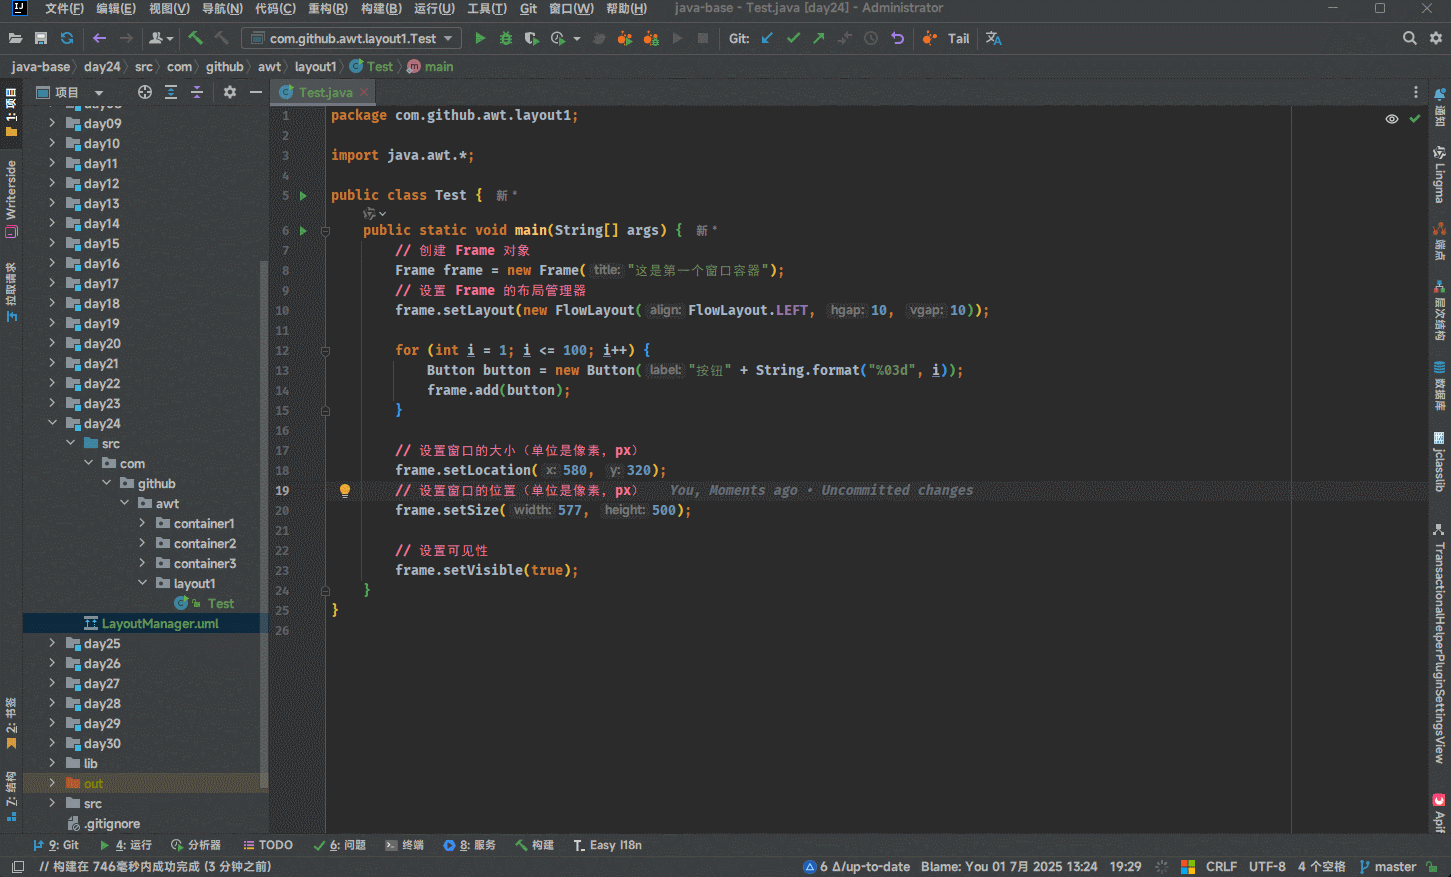 文件(F) 编辑(E) 视图(V) 导航(N) 代码(C) 重构(R) 构建(B) 运行(U) 工具(T) Git 窗口(W) 帮助(H) java-base - Test.java [day24] - Administrator
com.github.awt.layout1.Test Git: Tail
java-base day24 src com github awt layout1 Test main
1: 项目
Writerside
拉取请求
2: 书签
7: 结构
项目
day09
day10
day11
day12
day13
day14
day15
day16
day17
day18
day19
day20
day21
day22
day23
day24
src
com
github
awt
container1
container2
container3
layout1
Test
LayoutManager.uml
day25
day26
day27
day28
day29
day30
lib
out
src
.gitignore
Test.java
1 package com.github.awt.layout1;
2
3 import java.awt.*;
4
5 public class Test { 新 *
6 public static void main(String[] args) { 新 *
7 // 创建 Frame 对象
8 Frame frame = new Frame( title: "这是第一个窗口容器");
9 // 设置 Frame 的布局管理器
10 frame.setLayout(new FlowLayout( align: FlowLayout.LEFT, hgap: 10, vgap: 10));
11
12 for (int i = 1; i <= 100; i++) {
13 Button button = new Button( label: "按钮" + String.format("%03d", i));
14 frame.add(button);
15 }
16
17 // 设置窗口的大小（单位是像素，px）
18 frame.setLocation( x: 580, y: 320);
19 // 设置窗口的位置（单位是像素，px） You, Moments ago • Uncommitted changes
20 frame.setSize( width: 577, height: 500);
21
22 // 设置可见性
23 frame.setVisible(true);
24 }
25 }
26
通知
Lingma
端点
层次结构
数据库
jclasslib
TransactionalHelperPluginSettingsView
Apif
9: Git 4: 运行 分析器 TODO 6: 问题 终端 8: 服务 构建 Easy I18n
// 构建在 746毫秒内成功完成 (3 分钟之前) 6 Δ/up-to-date Blame: You 01 7月 2025 13:24 19:29 CRLF UTF-8 4 个空格 master